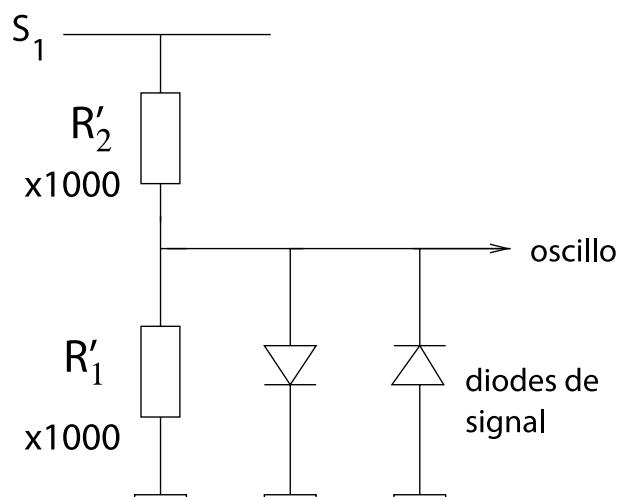 S₁
R′₂
x1000
oscillo
R′₁
x1000
diodes de
signal